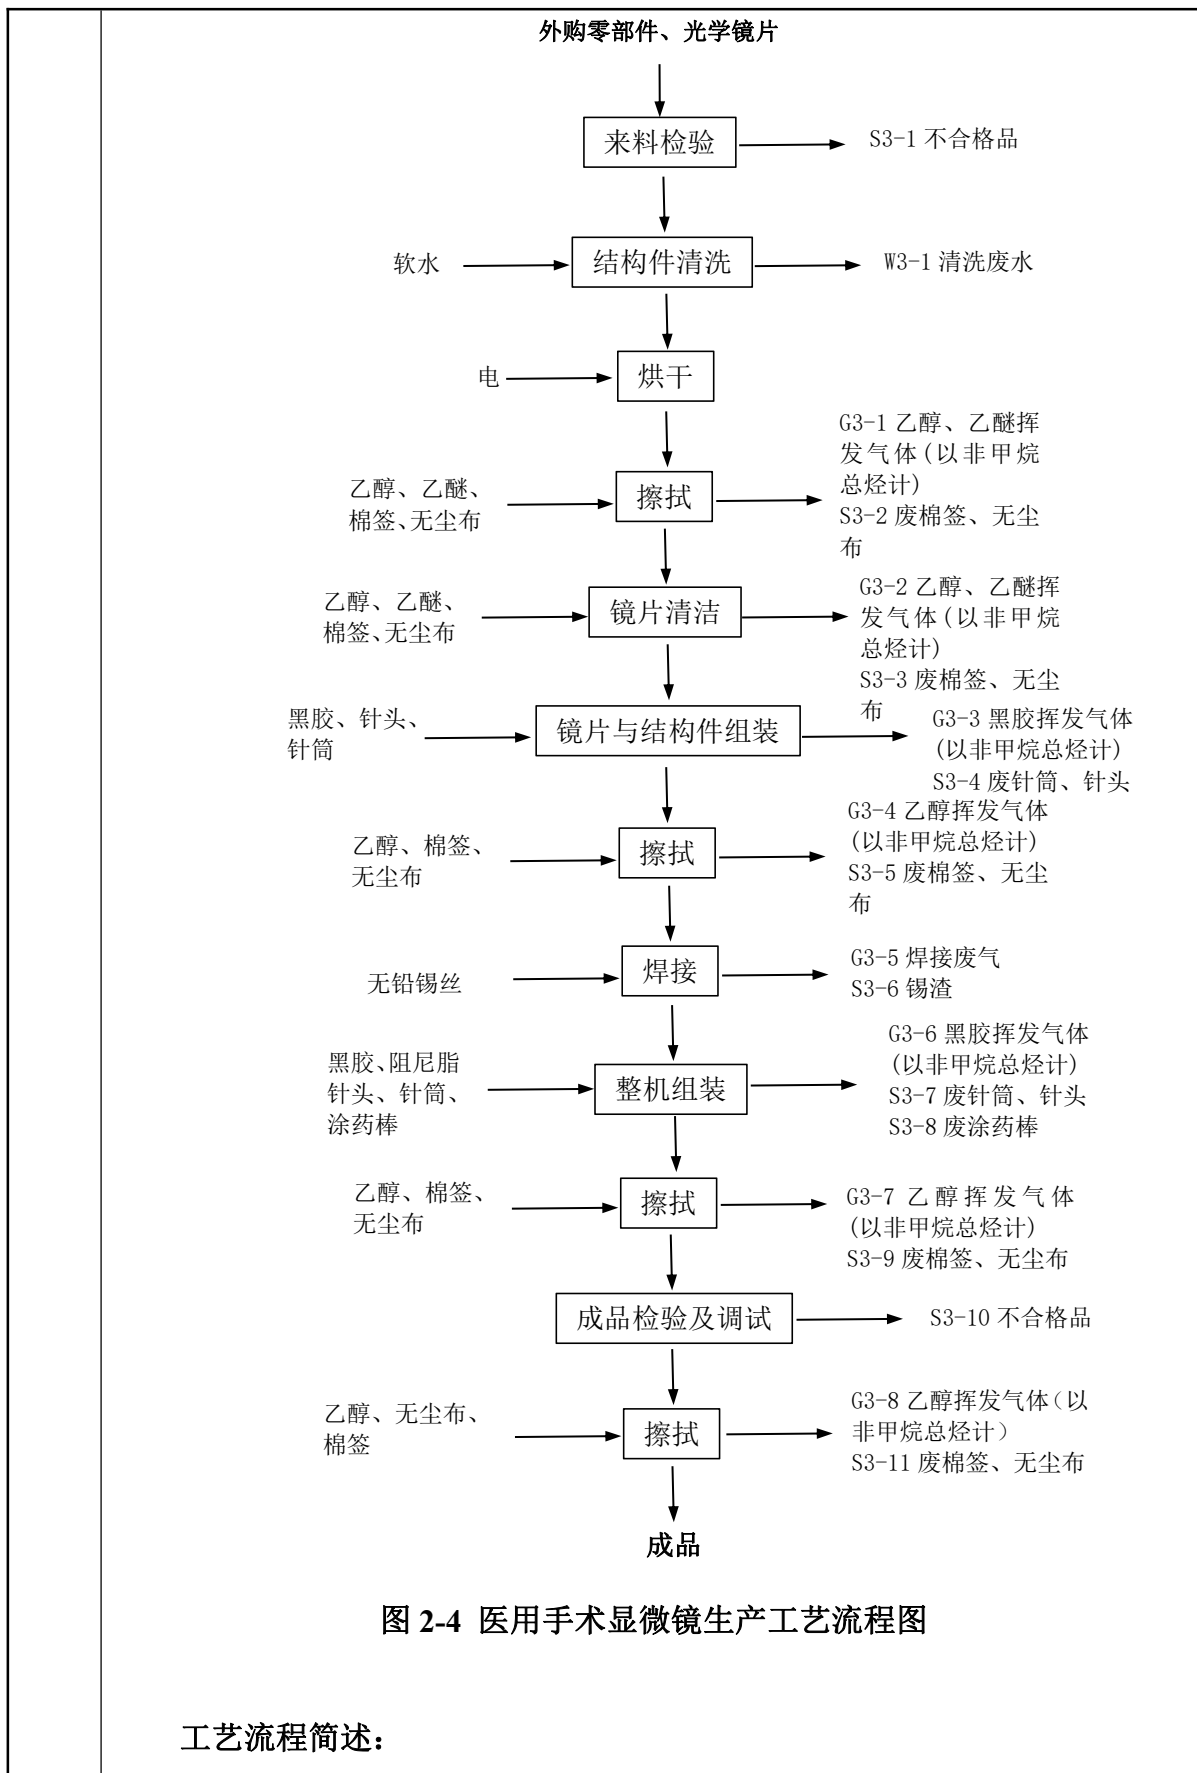 外购零部件、光学镜片
来料检验
S3-1 不合格品
软水
结构件清洗
W3-1 清洗废水
电
烘干
乙醇、乙醚、
棉签、无尘布
擦拭
G3-1 乙醇、乙醚挥
发气体(以非甲烷
总烃计)
S3-2 废棉签、无尘
布
乙醇、乙醚、
棉签、无尘布
镜片清洁
G3-2 乙醇、乙醚挥
发气体(以非甲烷
总烃计)
S3-3 废棉签、无尘
布
黑胶、针头、
针筒
镜片与结构件组装
G3-3 黑胶挥发气体
(以非甲烷总烃计)
S3-4 废针筒、针头
乙醇、棉签、
无尘布
擦拭
G3-4 乙醇挥发气体
(以非甲烷总烃计)
S3-5 废棉签、无尘
布
无铅锡丝
焊接
G3-5 焊接废气
S3-6 锡渣
黑胶、阻尼脂
针头、针筒、
涂药棒
整机组装
G3-6 黑胶挥发气体
(以非甲烷总烃计)
S3-7 废针筒、针头
S3-8 废涂药棒
乙醇、棉签、
无尘布
擦拭
G3-7 乙醇挥发气体
(以非甲烷总烃计)
S3-9 废棉签、无尘布
成品检验及调试
S3-10 不合格品
乙醇、无尘布、
棉签
擦拭
G3-8 乙醇挥发气体（以
非甲烷总烃计）
S3-11 废棉签、无尘布
成品
图 2-4 医用手术显微镜生产工艺流程图
工艺流程简述：